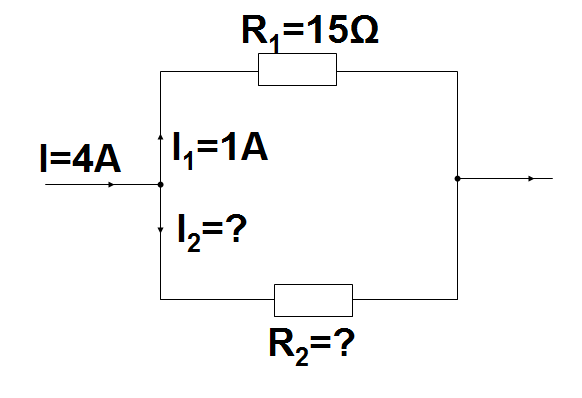 R₁=15Ω
I=4A
I₁=1A
I₂=?
R₂=?